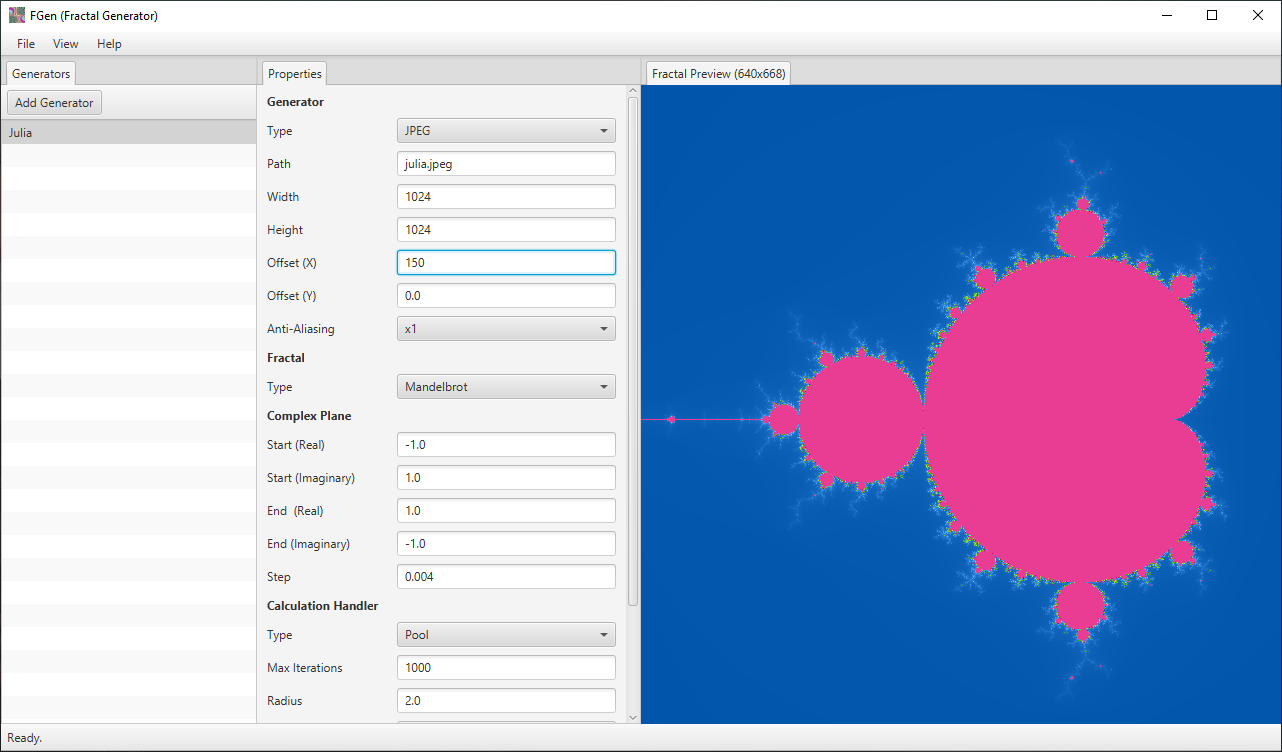 FGen (Fractal Generator)
File View Help
Generators
Properties
Fractal Preview (640x668)
Add Generator
Julia
Generator
Type JPEG
Path julia.jpeg
Width 1024
Height 1024
Offset (X) 150
Offset (Y) 0.0
Anti-Aliasing x1
Fractal
Type Mandelbrot
Complex Plane
Start (Real) -1.0
Start (Imaginary) 1.0
End (Real) 1.0
End (Imaginary) -1.0
Step 0.004
Calculation Handler
Type Pool
Max Iterations 1000
Radius 2.0
Ready.